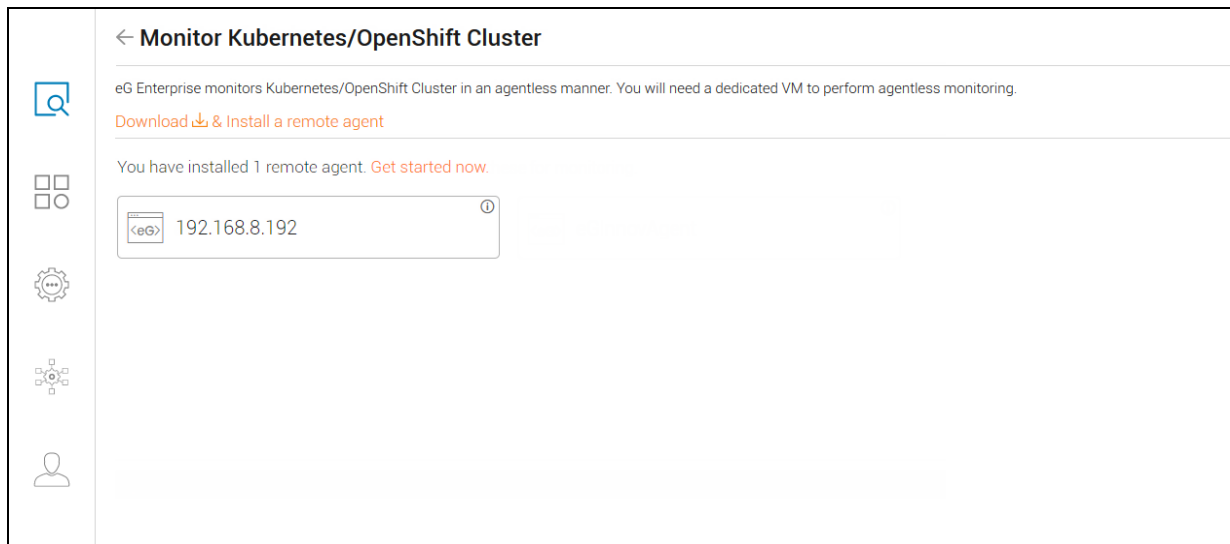 ← Monitor Kubernetes/OpenShift Cluster
eG Enterprise monitors Kubernetes/OpenShift Cluster in an agentless manner. You will need a dedicated VM to perform agentless monitoring.
Download & Install a remote agent
You have installed 1 remote agent. Get started now.
<eG> 192.168.8.192